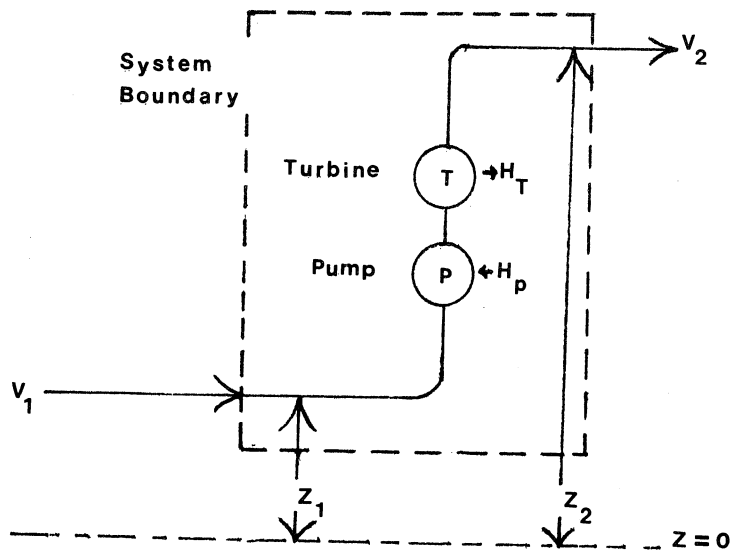 V2
System
Boundary
Turbine
T
HT
Pump
P
Hp
V1
Z1
Z2
Z=0